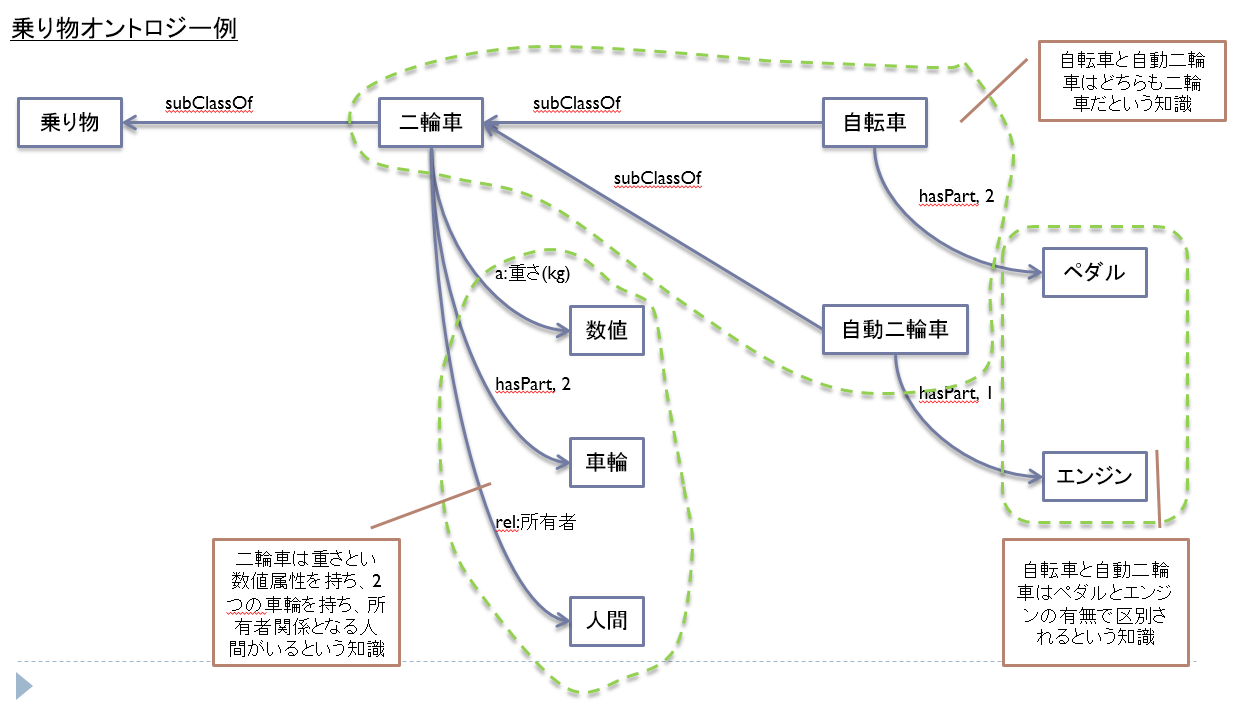 乗り物オントロジー例
自転車と自動二輪
車はどちらも二輪
車だという知識
subClassOf
subClassOf
乗り物
二輪車
自転車
subClassOf
hasPart, 2
a:重さ(kg)
ペダル
数値
自動二輪車
hasPart, 2
hasPart, 1
車輪
エンジン
rel:所有者
二輪車は重さとい
数値属性を持ち、2
つの車輪を持ち、所
有者関係となる人
間がいるという知識
人間
自転車と自動二輪
車はペダルとエンジ
ンの有無で区別さ
れるという知識